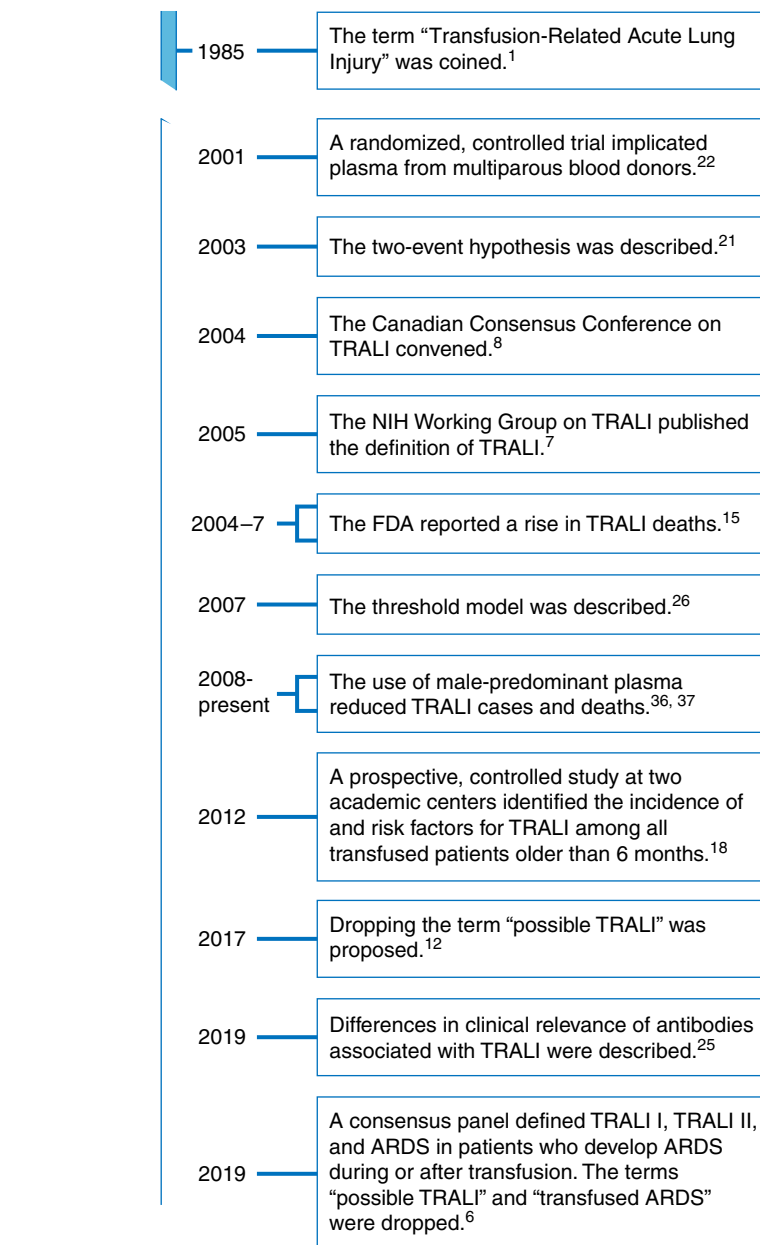 1985
The term “Transfusion-Related Acute Lung
Injury” was coined.1
2001
A randomized, controlled trial implicated
plasma from multiparous blood donors.22
2003
The two-event hypothesis was described.21
2004
The Canadian Consensus Conference on
TRALI convened.8
2005
The NIH Working Group on TRALI published
the definition of TRALI.7
2004–7
The FDA reported a rise in TRALI deaths.15
2007
The threshold model was described.26
2008-
present
The use of male-predominant plasma
reduced TRALI cases and deaths.36, 37
2012
A prospective, controlled study at two
academic centers identified the incidence of
and risk factors for TRALI among all
transfused patients older than 6 months.18
2017
Dropping the term “possible TRALI” was
proposed.12
2019
Differences in clinical relevance of antibodies
associated with TRALI were described.25
2019
A consensus panel defined TRALI I, TRALI II,
and ARDS in patients who develop ARDS
during or after transfusion. The terms
“possible TRALI” and “transfused ARDS”
were dropped.6